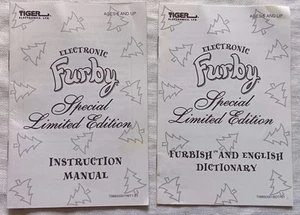 TIGER
ELECTRONICS, LTD.
AGES 6 AND UP
ELECTRONIC
Furby
Special
Limited Edition
INSTRUCTION
MANUAL
TIGER
ELECTRONICS, LTD.
AGES 6 AND UP
ELECTRONIC
Furby
Special
Limited Edition
FURBISH AND ENGLISH
DICTIONARY